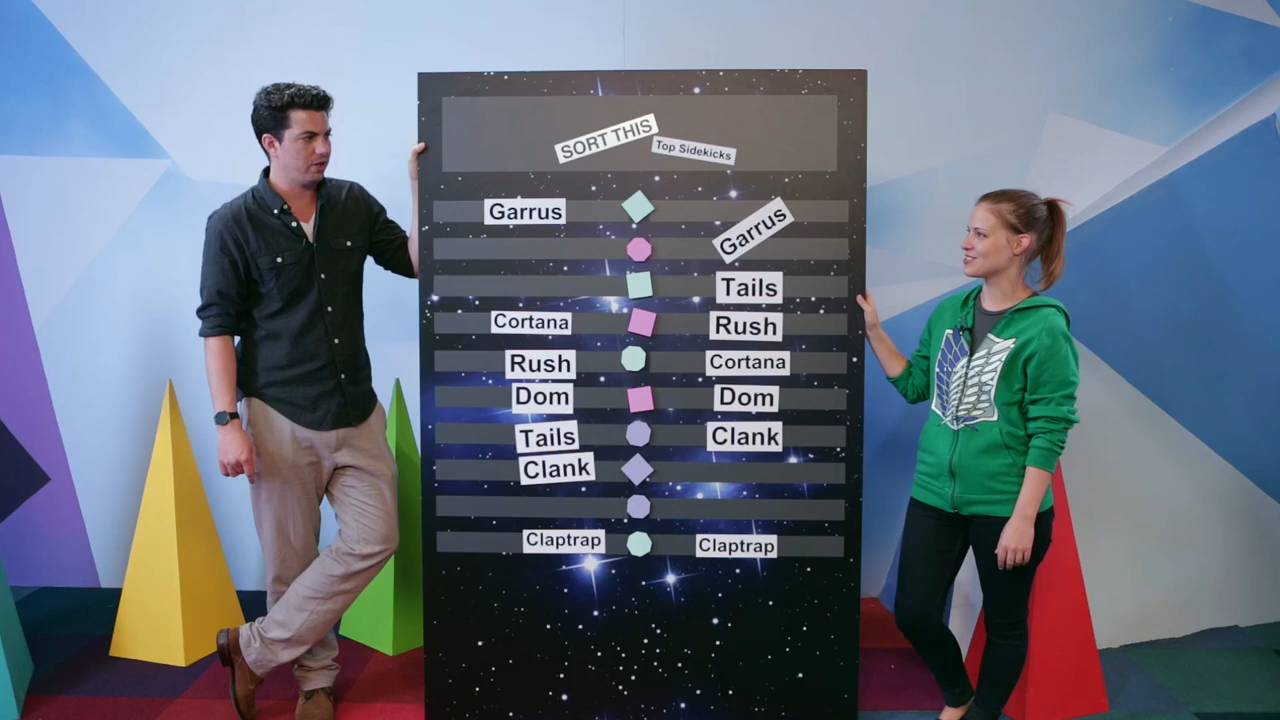 SORT THIS
Top Sidekicks
Garrus
Garrus
Tails
Cortana
Rush
Rush
Cortana
Dom
Dom
Tails
Clank
Clank
Claptrap
Claptrap